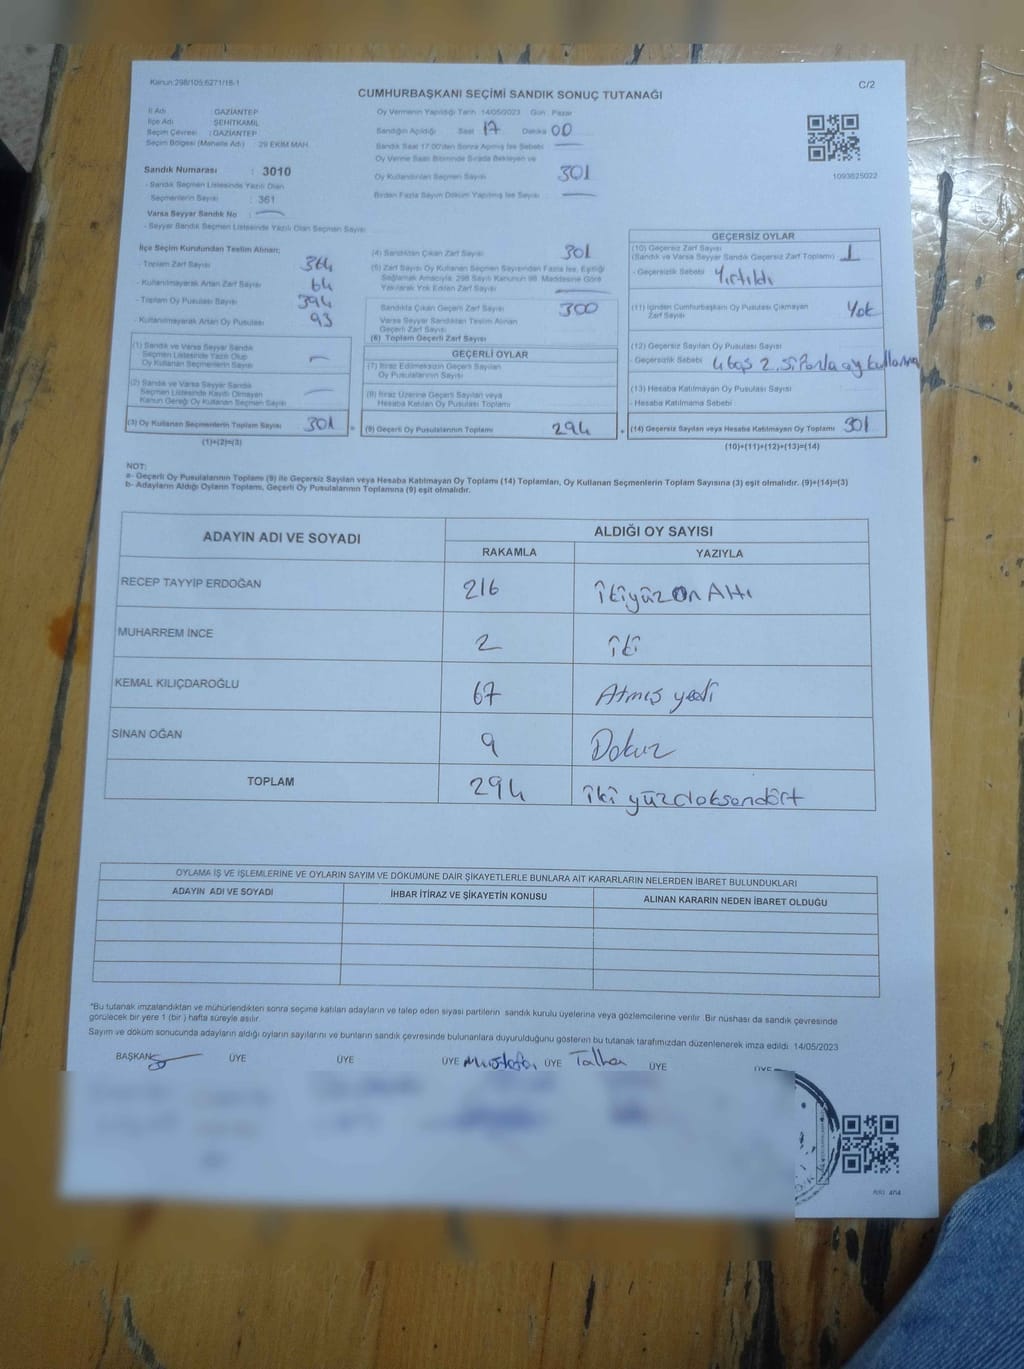 Kanun:298/105;6271/18/1
C/2
CUMHURBAŞKANI SEÇİMİ SANDIK SONUÇ TUTANAĞI
İl Adı : GAZİANTEP
İlçe Adı : ŞEHİTKAMİL
Seçim Çevresi : GAZİANTEP
Seçim Bölgesi (Mahalle Adı) 29 EKİM MAH.
Sandık Numarası : 3010
- Sandık Seçmen Listesinde Yazılı Olan
Seçmenlerin Sayısı : 361
Varsa Seyyar Sandık No
- Seyyar Sandık Seçmen Listesinde Yazılı Olan Seçmen Sayısı
Oy Vermenin Yapıldığı Tarih :14/05/2023 Gün : Pazar
Sandığın Açıldığı Saat : 17 Dakika 00
Sandık Saat 17:00'den Sonra Açılmış İse Sebebi
Oy Verme Saati Bitiminde Sırada Bekleyen ve
Oy Kullandırılan Seçmen Sayısı 301
Birden Fazla Sayım Döküm Yapılmış İse Sayısı
1093625022
İlçe Seçim Kurulundan Teslim Alınan;
- Toplam Zarf Sayısı 364
- Kullanılmayarak Artan Zarf Sayısı 64
- Toplam Oy Pusulası Sayısı 394
- Kullanılmayarak Artan Oy Pusulası 93
(1) Sandık ve Varsa Seyyar Sandık
Seçmen Listesinde Yazılı Olup
Oy Kullanan Seçmenlerin Sayısı
(2) Sandık ve Varsa Seyyar Sandık
Seçmen Listesinde Kaydı Olmayan
Kanun Gereği Oy Kullanan Seçmen Sayısı
(3) Oy Kullanan Seçmenlerin Toplam Sayısı 301
(1)+(2)=(3)
(4) Sandıktan Çıkan Zarf Sayısı 301
(5) Zarf Sayısı Oy Kullanan Seçmen Sayısından Fazla İse, Eşitliği
Sağlamak Amacıyla, 298 Sayılı Kanunun 98. Maddesine Göre
Yakılarak Yok Edilen Zarf Sayısı
Sandıkta Çıkan Geçerli Zarf Sayısı 300
Varsa Seyyar Sandıktan Teslim Alınan
Geçerli Zarf Sayısı
(6) Toplam Geçerli Zarf Sayısı
GEÇERLİ OYLAR
(7) İtiraz Edilmeksizin Geçerli Sayılan
Oy Pusulalarının Sayısı
(8) İtiraz Üzerine Geçerli Sayılan veya
Hesaba Katılan Oy Pusulası Toplamı
= (9) Geçerli Oy Pusulalarının Toplamı 294
GEÇERSİZ OYLAR
(10) Geçersiz Zarf Sayısı
(Sandık ve Varsa Seyyar Sandık Geçersiz Zarf Toplamı) 1
- Geçersizlik Sebebi Yırtıldı
(11) İçinden Cumhurbaşkanı Oy Pusulası Çıkmayan
Zarf Sayısı Yok
(12) Geçersiz Sayılan Oy Pusulası Sayısı
- Geçersizlik Sebebi 4 boş 2.
(13) Hesaba Katılmayan Oy Pusulası Sayısı
- Hesaba Katılmama Sebebi
+ (14) Geçersiz Sayılan veya Hesaba Katılmayan Oy Toplamı 301
(10)+(11)+(12)+(13)=(14)
NOT:
a- Geçerli Oy Pusulalarının Toplamı (9) ile Geçersiz Sayılan veya Hesaba Katılmayan Oy Toplamı (14) Toplamları, Oy Kullanan Seçmenlerin Toplam Sayısına (3) eşit olmalıdır. (9)+(14)=(3)
b- Adayların Aldığı Oyların Toplamı, Geçerli Oy Pusulalarının Toplamına (9) eşit olmalıdır.
ADAYIN ADI VE SOYADI
ALDIĞI OY SAYISI
RAKAMLA YAZIYLA
RECEP TAYYİP ERDOĞAN 216 ikiyüz on Altı
MUHARREM İNCE 2 iki
KEMAL KILIÇDAROĞLU 67 Atmış yedi
SİNAN OĞAN 9 Dokuz
TOPLAM 294 iki yüz doksandört
OYLAMA İŞ VE İŞLEMLERİNE VE OYLARIN SAYIM VE DÖKÜMÜNE DAİR ŞİKAYETLERLE BUNLARA AİT KARARLARIN NELERDEN İBARET BULUNDUKLARI
ADAYIN ADI VE SOYADI İHBAR İTİRAZ VE ŞİKAYETİN KONUSU ALINAN KARARIN NEDEN İBARET OLDUĞU
"Bu tutanak imzalandıktan ve mühürlendikten sonra seçime katılan adayların ve talep eden siyasi partilerin sandık kurulu üyelerine veya gözlemcilerine verilir. Bir nüshası da sandık çevresinde
görülecek bir yere 1 (bir ) hafta süreyle asılır.
Sayım ve döküm sonucunda adayların aldığı oyların sayılarını ve bunların sandık çevresinde bulunanlara duyurulduğunu gösteren bu tutanak tarafımızdan düzenlenerek imza edildi. 14/05/2023
BAŞKAN ÜYE ÜYE ÜYE Mustafa ÜYE Talha ÜYE ÜYE